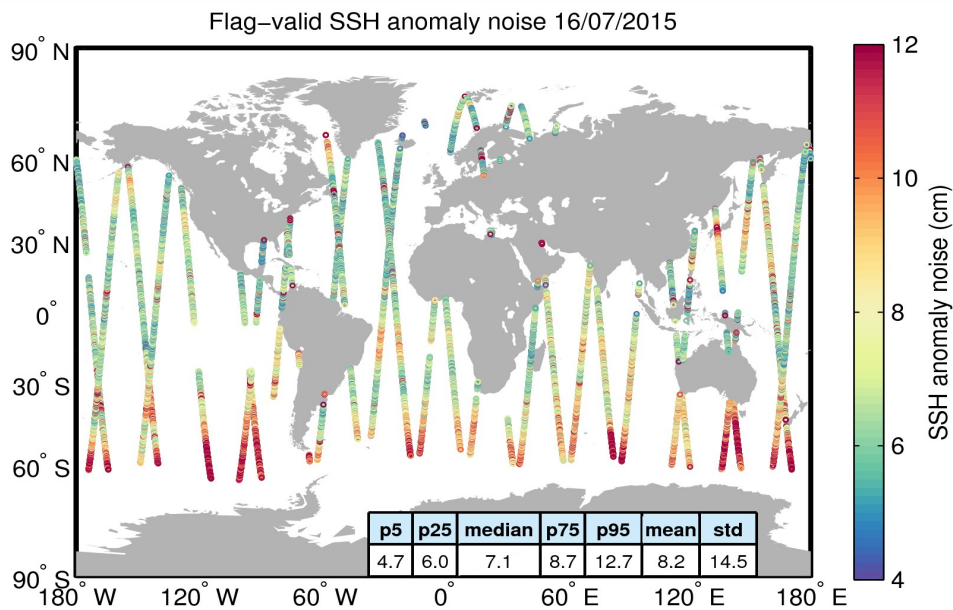 Flag−valid SSH anomaly noise 16/07/2015
90° N
60° N
30° N
0°
30° S
60° S
90° S
180° W
120° W
60° W
0°
60° E
120° E
180° E
12
10
8
6
4
SSH anomaly noise (cm)
p5 p25 median p75 p95 mean std
4.7 6.0 7.1 8.7 12.7 8.2 14.5